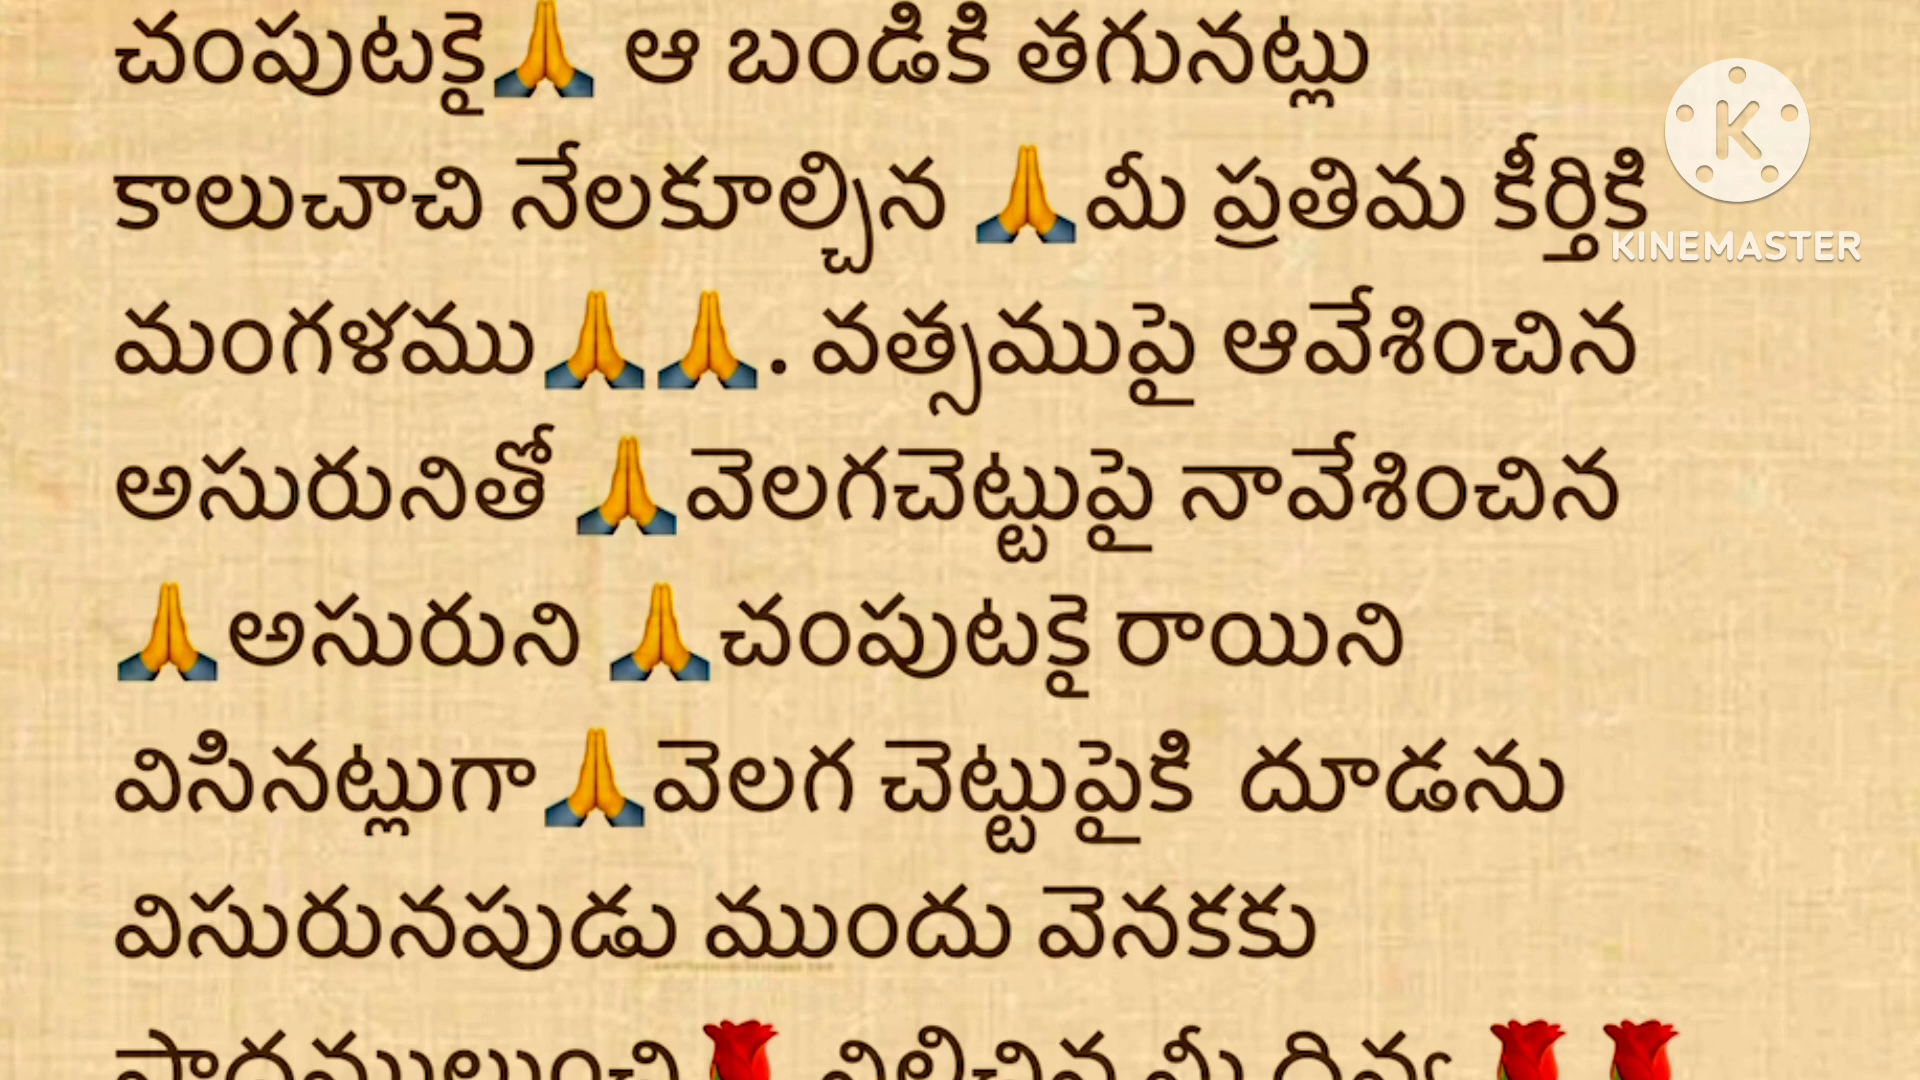 చంపుటకై🙏 ఆ బండికి తగునట్లు
కాలుచాచి నేలకూల్చిన 🙏మీ ప్రతిమ కీర్తికి
మంగళము🙏🙏. వత్సముపై ఆవేశించిన
అసురునితో 🙏వెలగచెట్టుపై నావేశించిన
🙏అసురుని 🙏చంపుటకై రాయిని
విసినట్లుగా🙏వెలగ చెట్టుపైకి దూడను
విసురునపుడు ముందు వెనకకు
పాదములుంచి🌹 నిలిచిన మీ దివ్య 🌹🌹
K
KINEMASTER